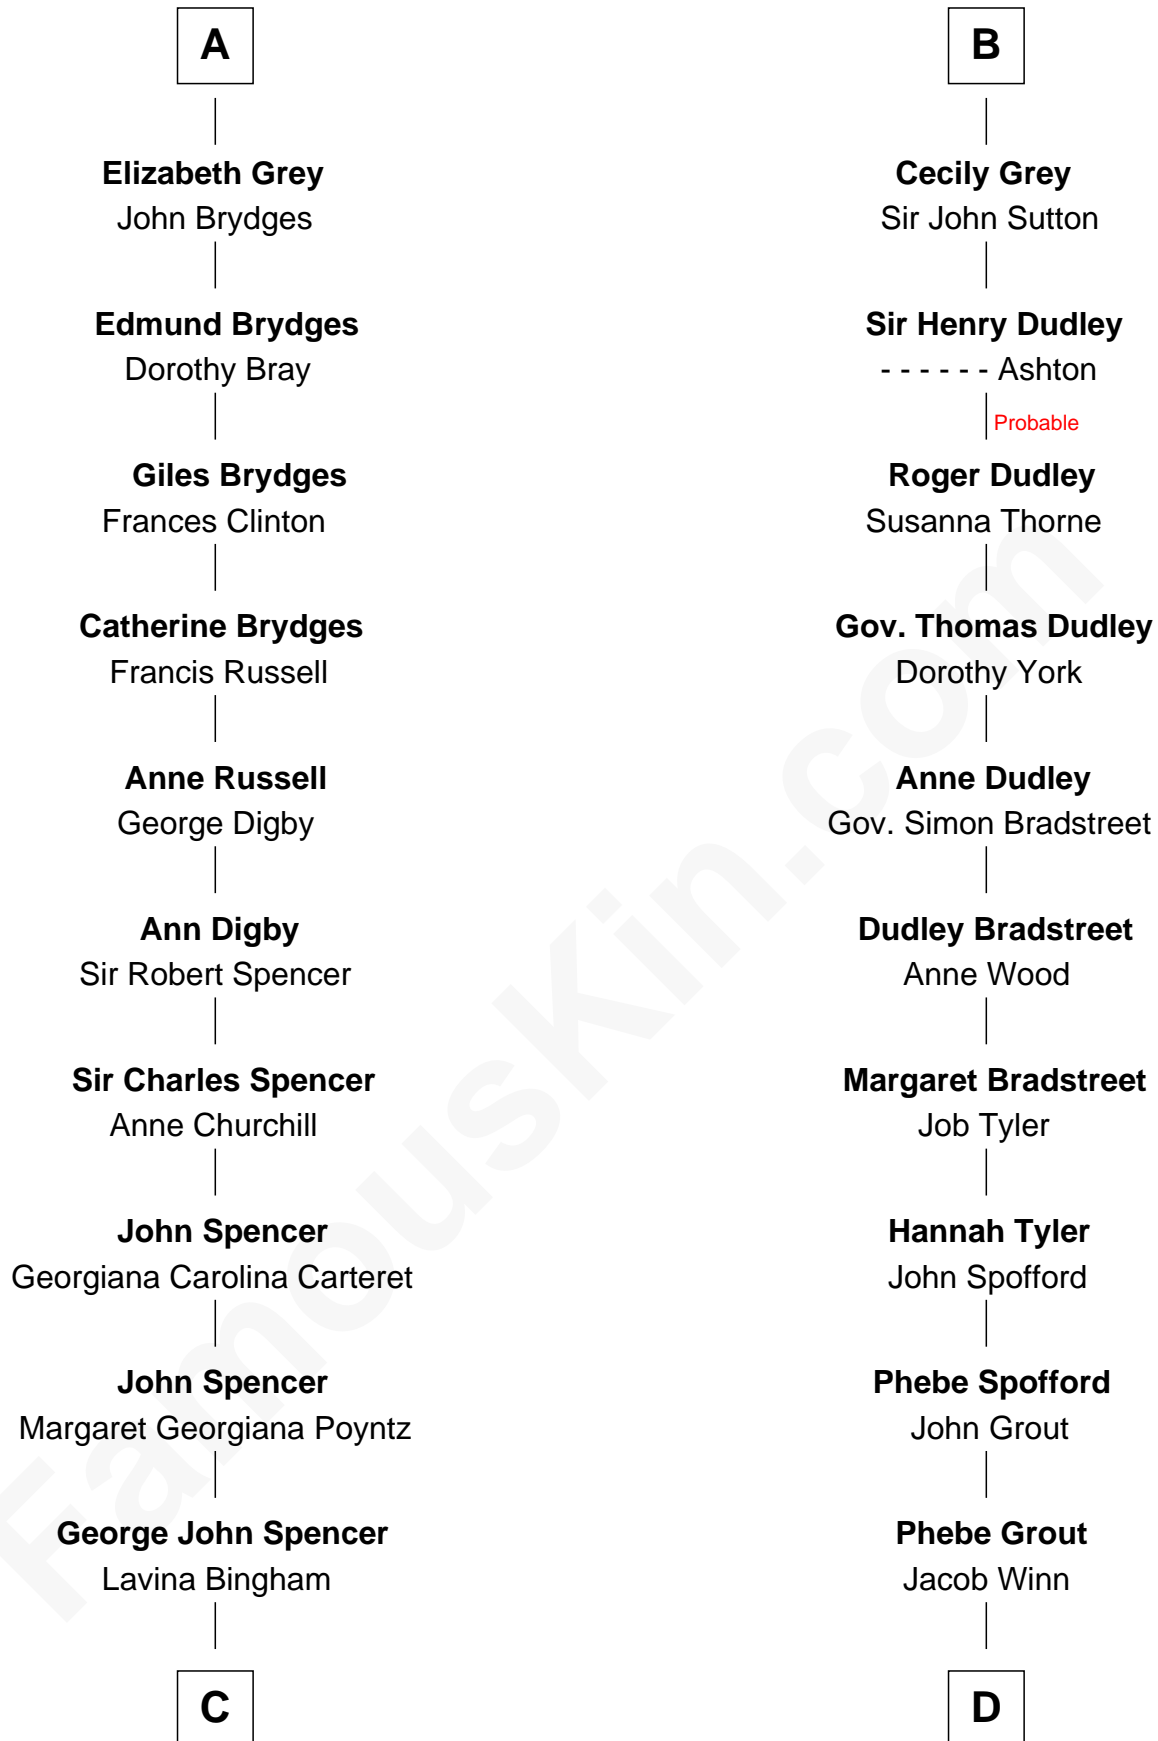 A
Elizabeth Grey
John Brydges
Edmund Brydges
Dorothy Bray
Giles Brydges
Frances Clinton
Catherine Brydges
Francis Russell
Anne Russell
George Digby
Ann Digby
Sir Robert Spencer
Sir Charles Spencer
Anne Churchill
John Spencer
Georgiana Carolina Carteret
John Spencer
Margaret Georgiana Poyntz
George John Spencer
Lavina Bingham
C
B
Cecily Grey
Sir John Sutton
Sir Henry Dudley
- - - - - - Ashton
Probable
Roger Dudley
Susanna Thorne
Gov. Thomas Dudley
Dorothy York
Anne Dudley
Gov. Simon Bradstreet
Dudley Bradstreet
Anne Wood
Margaret Bradstreet
Job Tyler
Hannah Tyler
John Spofford
Phebe Spofford
John Grout
Phebe Grout
Jacob Winn
D
FamousKin.com